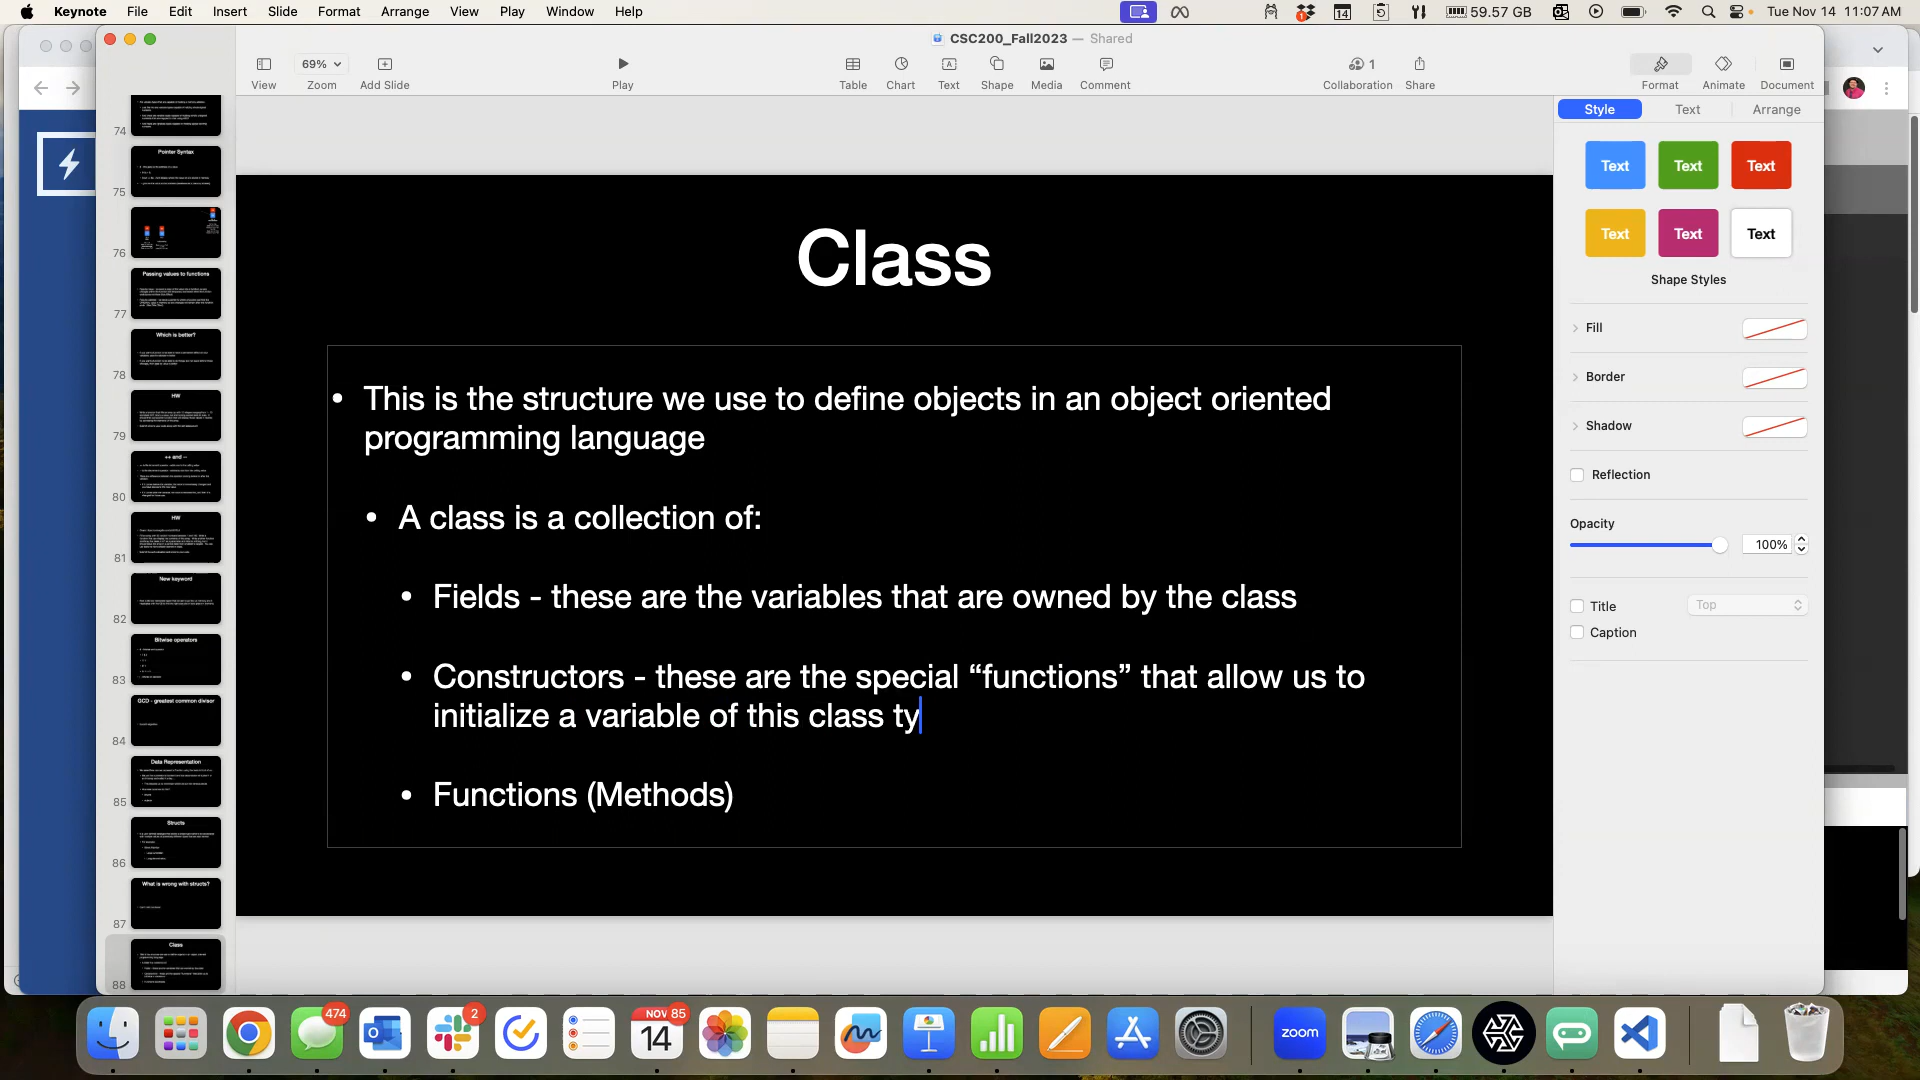 Keynote File Edit Insert Slide Format Arrange View Play Window Help 14 59.57 GB Tue Nov 14 11:07 AM
CSC200_Fall2023 — Shared
69%
View Zoom Add Slide Play Table Chart Text Shape Media Comment Collaboration 1 Share Format Animate Document
Style Text Arrange
Text Text Text
Text Text Text
Shape Styles
Fill
Border
Shadow
Reflection
Opacity
100%
Title Top
Caption
74
Pointer Syntax
75
76
Passing values to functions
77
Which is better?
78
HW
79
++ and --
80
HW
81
New keyword
82
Bitwise operators
83
GCD - greatest common divisor
84
Data Representation
85
Structs
86
What is wrong with structs?
87
Class
88
Class
• This is the structure we use to define objects in an object oriented
programming language
• A class is a collection of:
• Fields - these are the variables that are owned by the class
• Constructors - these are the special “functions” that allow us to
initialize a variable of this class ty
• Functions (Methods)
474
2
NOV 85
14
zoom